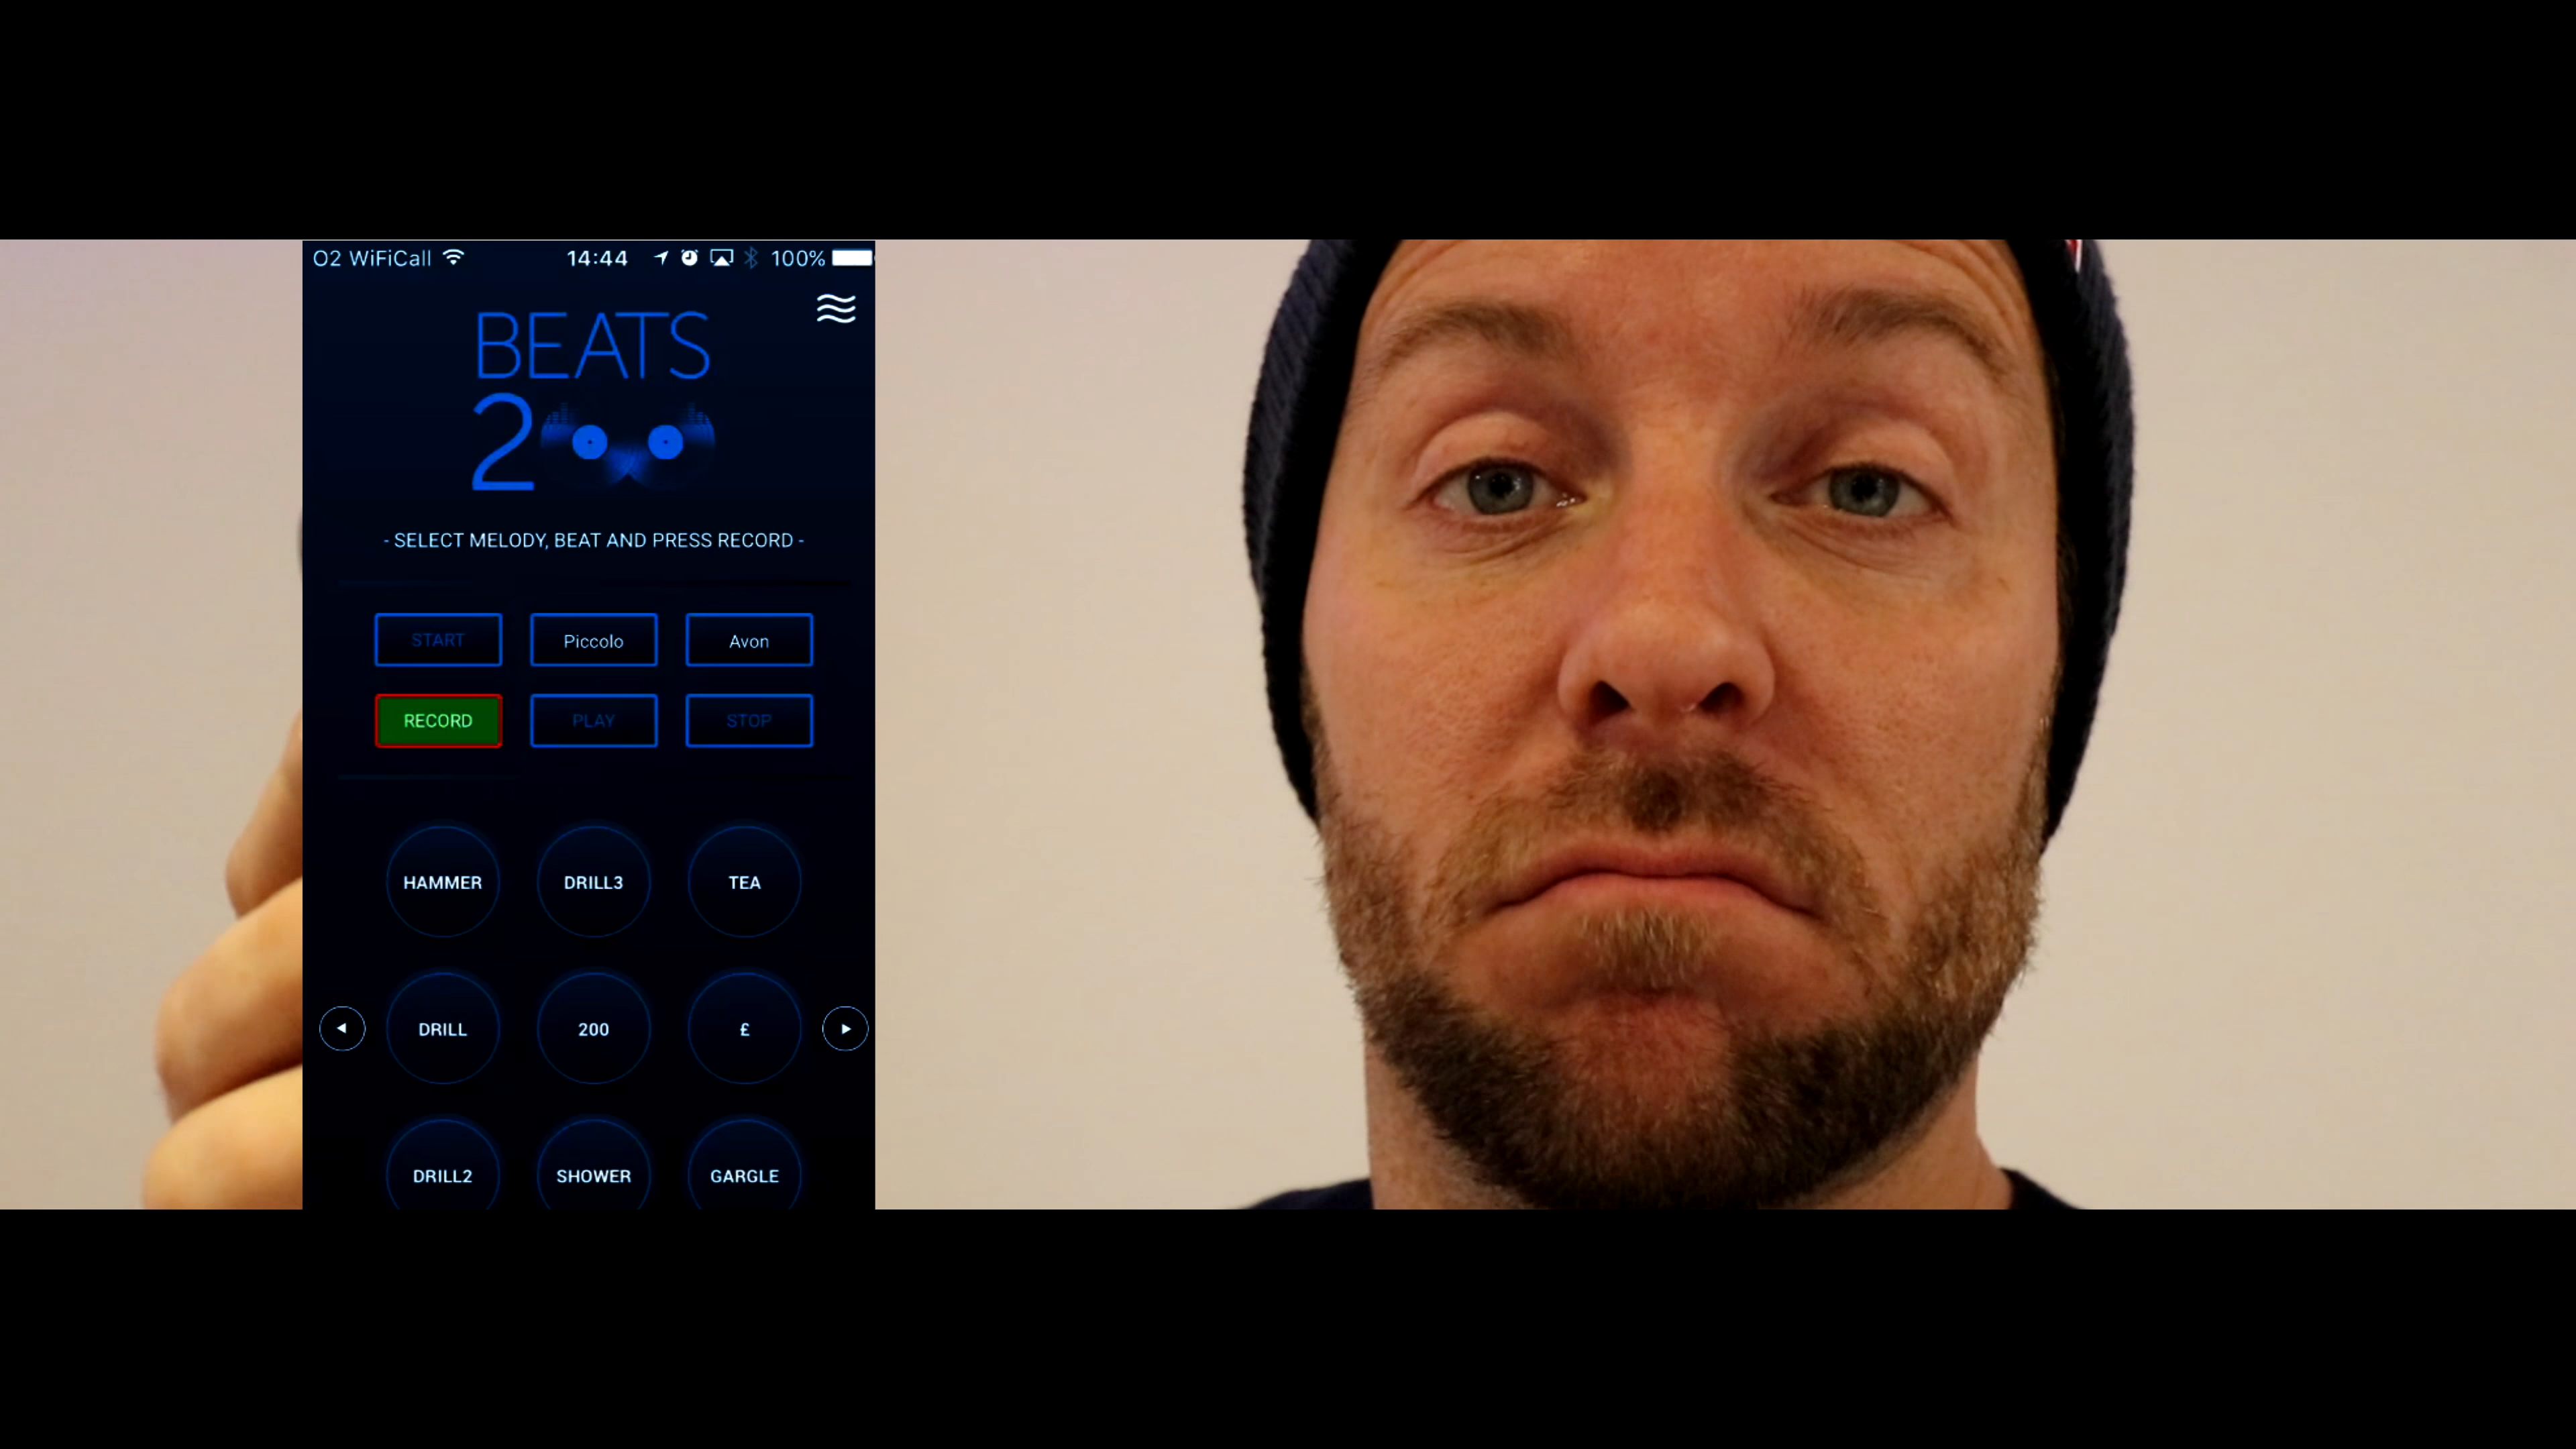 O2 WiFiCall 14:44 100%
BEATS
200
- SELECT MELODY, BEAT AND PRESS RECORD -
START Piccolo Avon
RECORD PLAY STOP
HAMMER DRILL3 TEA
DRILL 200 £
DRILL2 SHOWER GARGLE